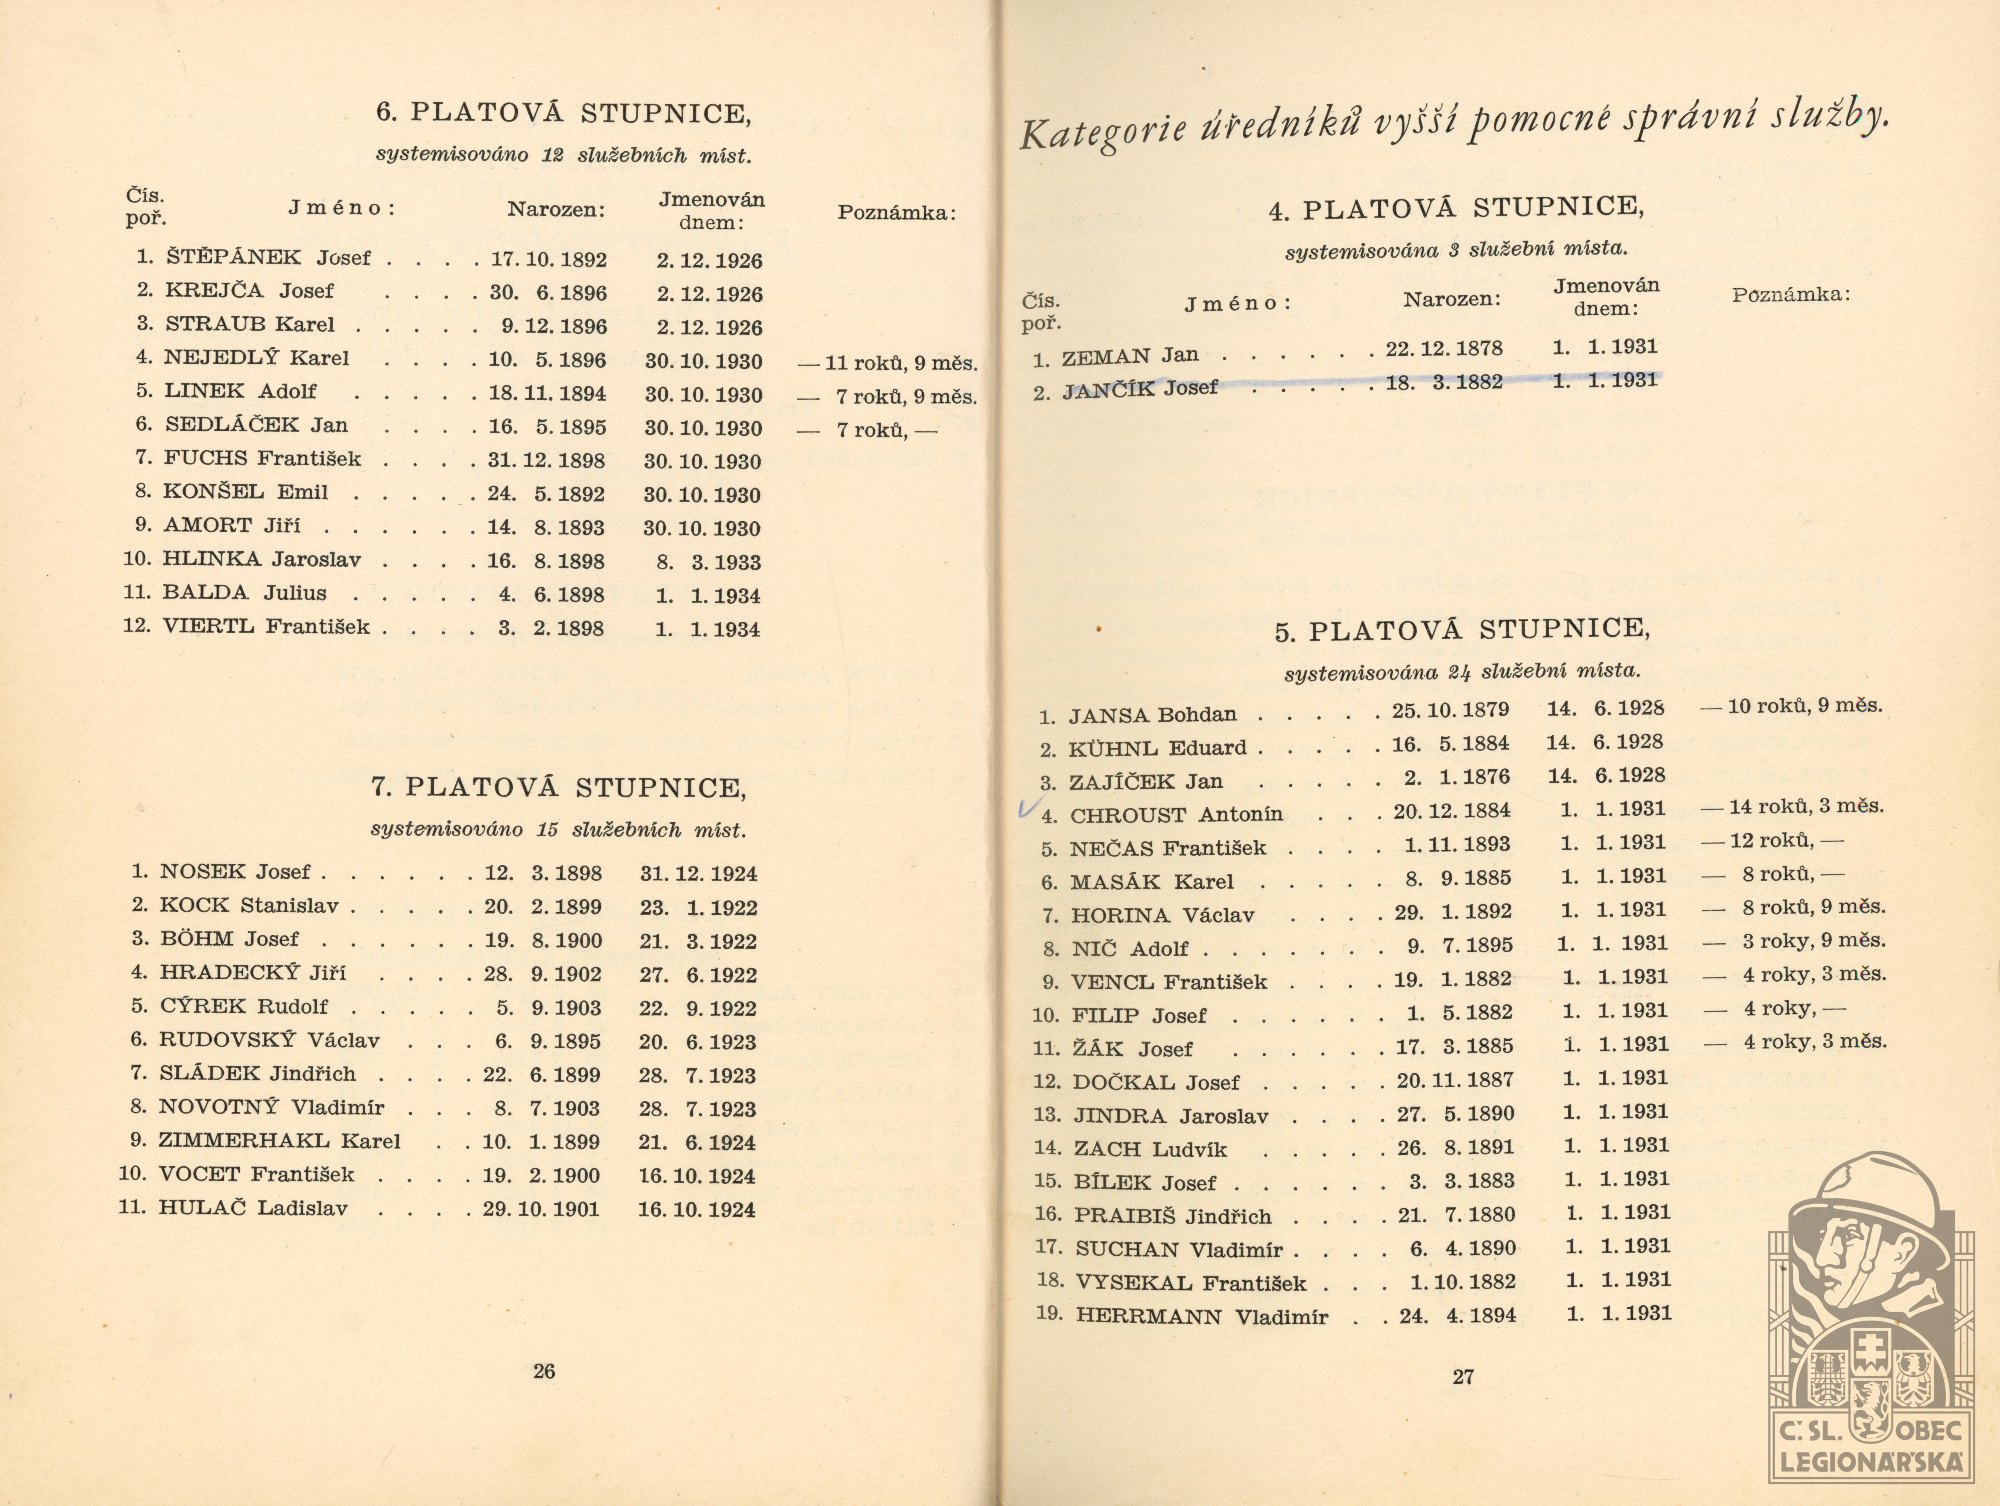 6. PLATOVÁ STUPNICE,
systemisováno 12 služebních míst.
Čís. poř. Jméno: Narozen: Jmenován dnem: Poznámka:
1. ŠTĚPÁNEK Josef . . . . 17. 10. 1892 2. 12. 1926
2. KREJČA Josef . . . . 30. 6. 1896 2. 12. 1926
3. STRAUB Karel . . . . . 9. 12. 1896 2. 12. 1926
4. NEJEDLÝ Karel . . . . 10. 5. 1896 30. 10. 1930 — 11 roků, 9 měs.
5. LINEK Adolf . . . . . 18. 11. 1894 30. 10. 1930 — 7 roků, 9 měs.
6. SEDLÁČEK Jan . . . . 16. 5. 1895 30. 10. 1930 — 7 roků, —
7. FUCHS František . . . . 31. 12. 1898 30. 10. 1930
8. KONŠEL Emil . . . . . 24. 5. 1892 30. 10. 1930
9. AMORT Jiří . . . . . . 14. 8. 1893 30. 10. 1930
10. HLINKA Jaroslav . . . . 16. 8. 1898 8. 3. 1933
11. BALDA Julius . . . . . 4. 6. 1898 1. 1. 1934
12. VIERTL František . . . . 3. 2. 1898 1. 1. 1934
7. PLATOVÁ STUPNICE,
systemisováno 15 služebních míst.
1. NOSEK Josef . . . . . . 12. 3. 1898 31. 12. 1924
2. KOCK Stanislav . . . . . 20. 2. 1899 23. 1. 1922
3. BÖHM Josef . . . . . . 19. 8. 1900 21. 3. 1922
4. HRADECKÝ Jiří . . . . 28. 9. 1902 27. 6. 1922
5. CÝREK Rudolf . . . . . 5. 9. 1903 22. 9. 1922
6. RUDOVSKÝ Václav . . . 6. 9. 1895 20. 6. 1923
7. SLÁDEK Jindřich . . . . 22. 6. 1899 28. 7. 1923
8. NOVOTNÝ Vladimír . . . 8. 7. 1903 28. 7. 1923
9. ZIMMERHAKL Karel . . 10. 1. 1899 21. 6. 1924
10. VOCET František . . . . 19. 2. 1900 16. 10. 1924
11. HULAČ Ladislav . . . . 29. 10. 1901 16. 10. 1924
26
Kategorie úředníků vyšší pomocné správní služby.
4. PLATOVÁ STUPNICE,
systemisována 3 služební místa.
Čís. poř. Jméno: Narozen: Jmenován dnem: Poznámka:
1. ZEMAN Jan . . . . . . 22. 12. 1878 1. 1. 1931
2. JANČÍK Josef . . . . . 18. 3. 1882 1. 1. 1931
5. PLATOVÁ STUPNICE,
systemisována 24 služební místa.
1. JANSA Bohdan . . . . . 25. 10. 1879 14. 6. 1928 — 10 roků, 9 měs.
2. KÜHNL Eduard . . . . . 16. 5. 1884 14. 6. 1928
3. ZAJÍČEK Jan . . . . . 2. 1. 1876 14. 6. 1928
4. CHROUST Antonín . . . 20. 12. 1884 1. 1. 1931 — 14 roků, 3 měs.
5. NEČAS František . . . . 1. 11. 1893 1. 1. 1931 — 12 roků, —
6. MASÁK Karel . . . . . 8. 9. 1885 1. 1. 1931 — 8 roků, —
7. HORINA Václav . . . . 29. 1. 1892 1. 1. 1931 — 8 roků, 9 měs.
8. NIČ Adolf . . . . . . . 9. 7. 1895 1. 1. 1931 — 3 roky, 9 měs.
9. VENCL František . . . . 19. 1. 1882 1. 1. 1931 — 4 roky, 3 měs.
10. FILIP Josef . . . . . . 1. 5. 1882 1. 1. 1931 — 4 roky, —
11. ŽÁK Josef . . . . . . 17. 3. 1885 1. 1. 1931 — 4 roky, 3 měs.
12. DOČKAL Josef . . . . . 20. 11. 1887 1. 1. 1931
13. JINDRA Jaroslav . . . . 27. 5. 1890 1. 1. 1931
14. ZACH Ludvík . . . . . 26. 8. 1891 1. 1. 1931
15. BÍLEK Josef . . . . . . 3. 3. 1883 1. 1. 1931
16. PRAIBIŠ Jindřich . . . . 21. 7. 1880 1. 1. 1931
17. SUCHAN Vladimír . . . . 6. 4. 1890 1. 1. 1931
18. VYSEKAL František . . . 1. 10. 1882 1. 1. 1931
19. HERRMANN Vladimír . . 24. 4. 1894 1. 1. 1931
27
Č. SL. OBEC
LEGIONÁŘSKÁ